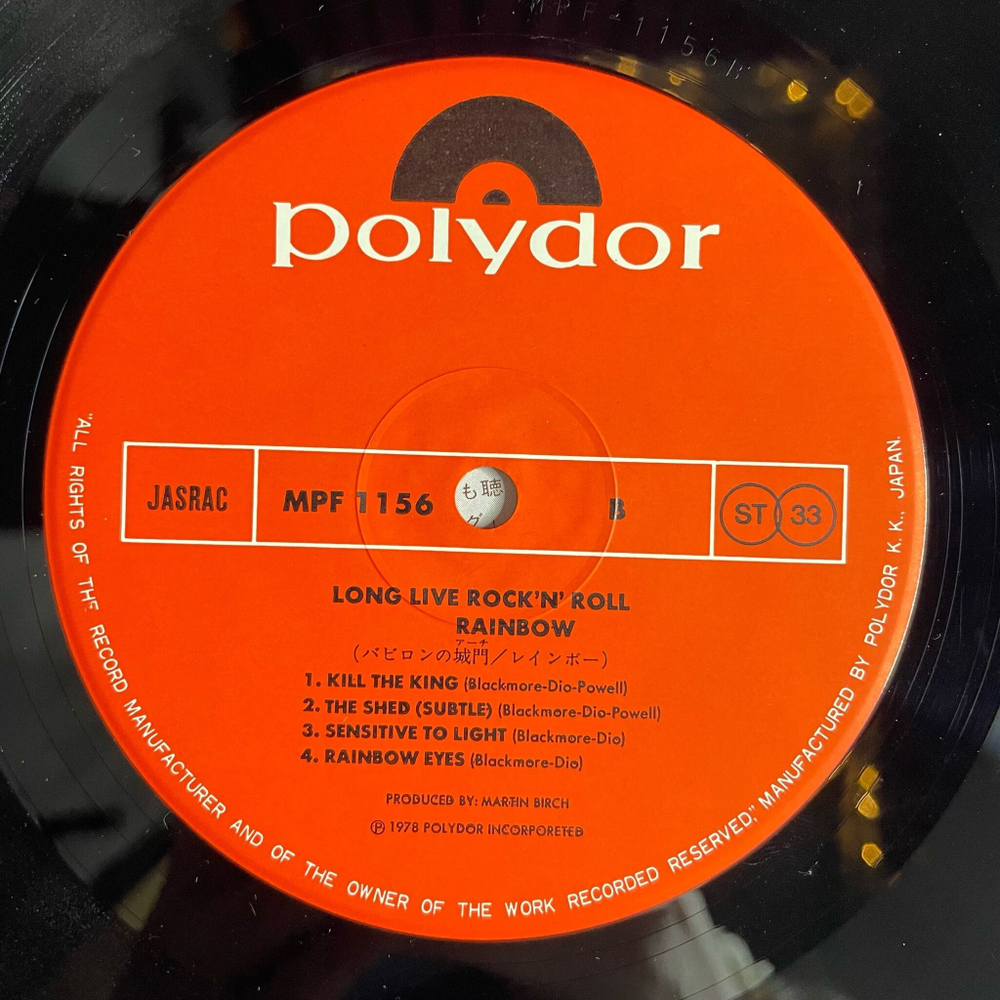 MPF-1156B
polydor
JASRAC
MPF 1156
も聴
B
ST 33
LONG LIVE ROCK'N' ROLL
RAINBOW
アーチ
(バビロンの城門/レインボー)
1. KILL THE KING (Blackmore-Dio-Powell)
2. THE SHED (SUBTLE) (Blackmore-Dio-Powell)
3. SENSITIVE TO LIGHT (Blackmore-Dio)
4. RAINBOW EYES (Blackmore-Dio)
PRODUCED BY: MARTIN BIRCH
Ⓟ 1978 POLYDOR INCORPORETED
"ALL RIGHTS OF THE RECORD MANUFACTURER AND OF THE OWNER OF THE WORK RECORDED RESERVED," MANUFACTURED BY POLYDOR K. K., JAPAN.